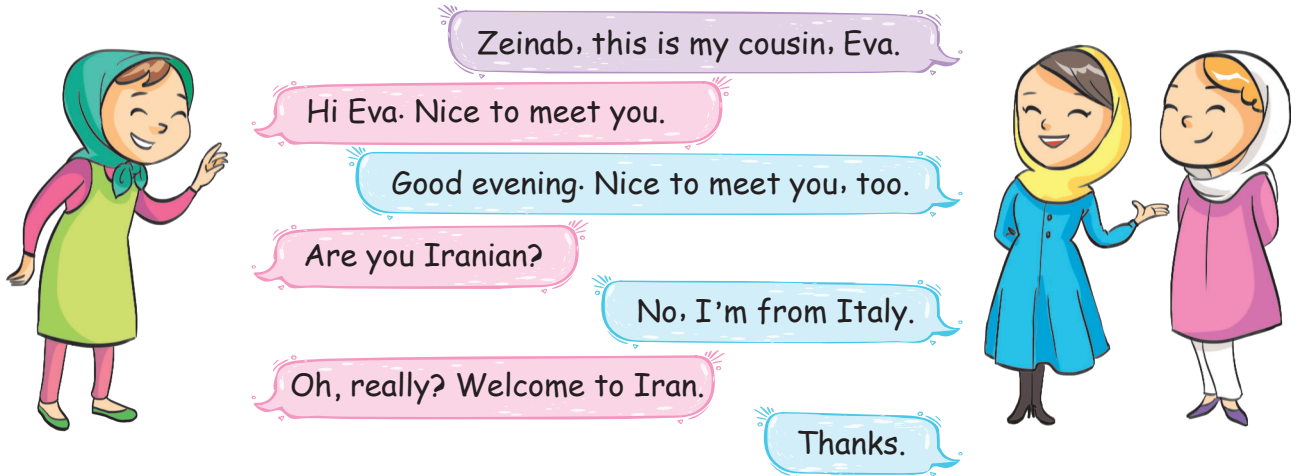 Zeinab, this is my cousin, Eva.
Hi Eva. Nice to meet you.
Good evening. Nice to meet you, too.
Are you Iranian?
No, I'm from Italy.
Oh, really? Welcome to Iran.
Thanks.